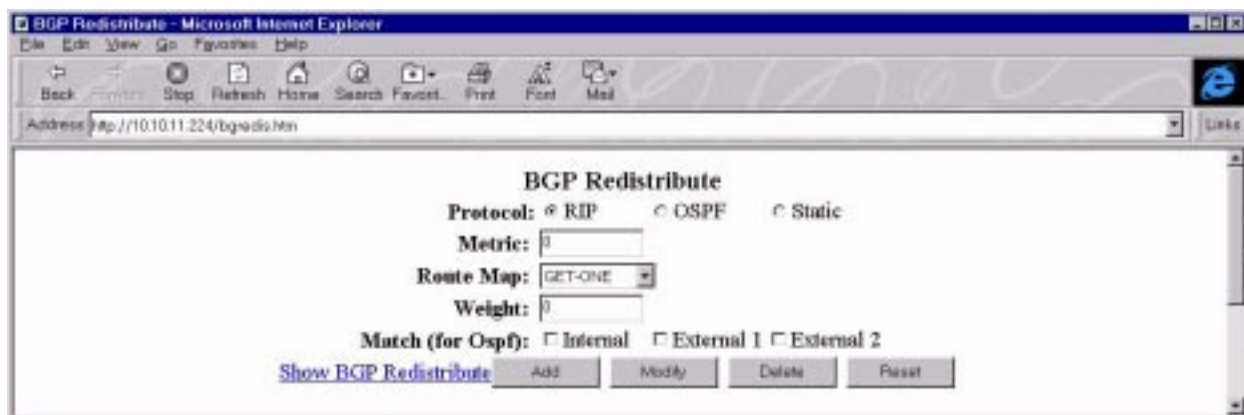 BGP Redistribute - Microsoft Internet Explorer
File Edit View Go Favorites Help
Back Forward Stop Refresh Home Search Favorit.. Print Font Mail
Address http://10.10.11.224/bgredis.htm Links
BGP Redistribute
Protocol: RIP OSPF Static
Metric: 0
Route Map: GET-ONE
Weight: 0
Match (for Ospf): Internal External 1 External 2
Show BGP Redistribute Add Modify Delete Reset